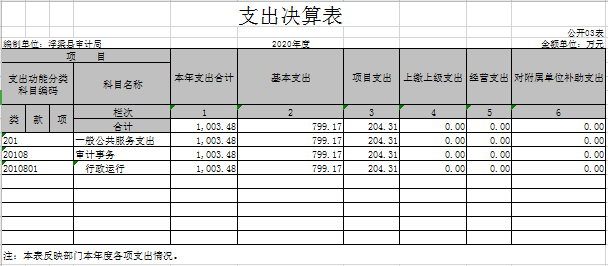 支出决算表
公开03表
编制单位：浮梁县审计局 2020年度 金额单位：万元
项 目 本年支出合计 基本支出 项目支出 上缴上级支出 经营支出 对附属单位补助支出
支出功能分类科目编码 科目名称
类 款 项 栏次 1 2 3 4 5 6
合计 1,003.48 799.17 204.31 0.00 0.00 0.00
201 一般公共服务支出 1,003.48 799.17 204.31 0.00 0.00 0.00
20108 审计事务 1,003.48 799.17 204.31 0.00 0.00 0.00
2010801 行政运行 1,003.48 799.17 204.31 0.00 0.00 0.00
注：本表反映部门本年度各项支出情况。